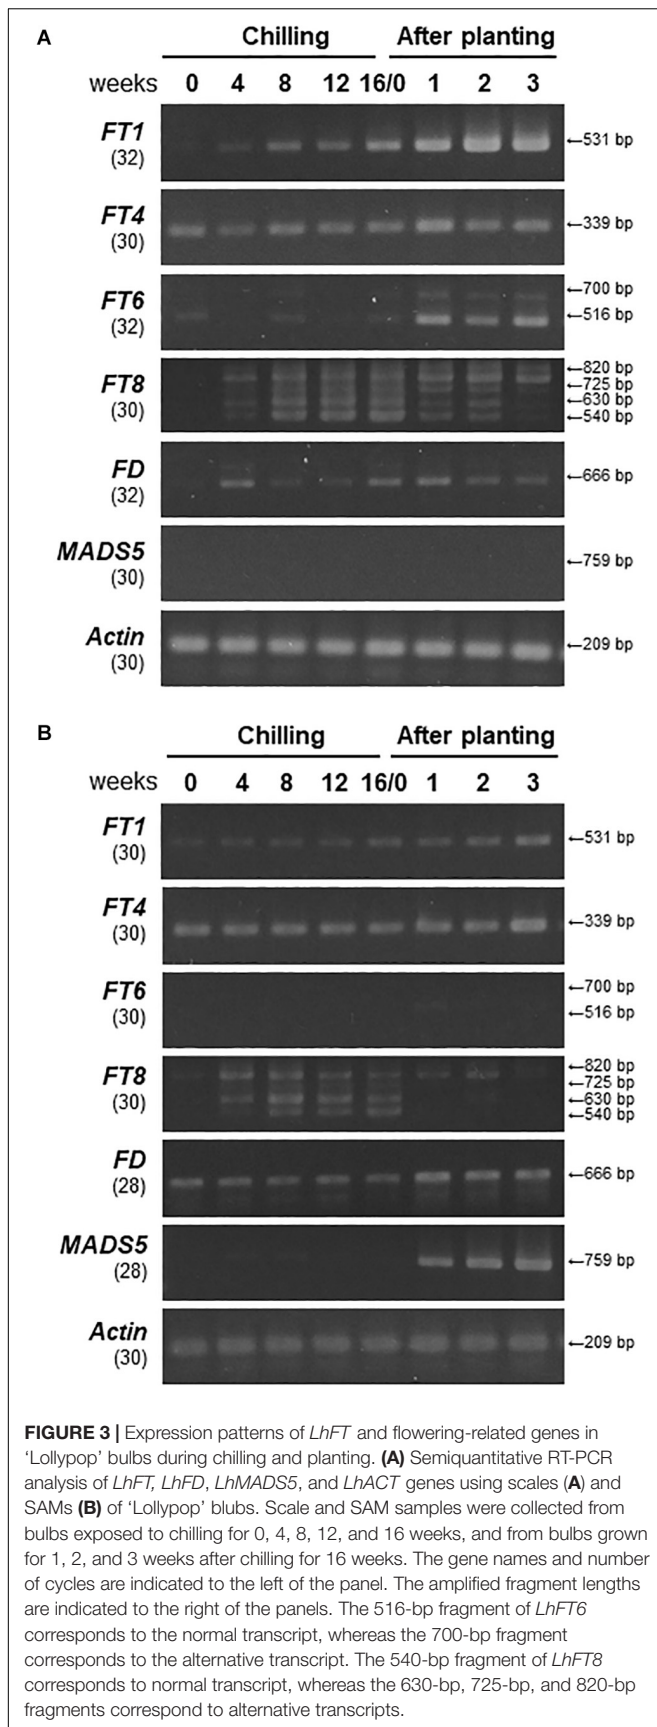 A
Chilling After planting
weeks 0 4 8 12 16/0 1 2 3
FT1
(32)
←531 bp
FT4
(30)
←339 bp
FT6
(32)
←700 bp
←516 bp
FT8
(30)
←820 bp
←725 bp
←630 bp
←540 bp
FD
(32)
←666 bp
MADS5
(30)
←759 bp
Actin
(30)
←209 bp
B
Chilling After planting
weeks 0 4 8 12 16/0 1 2 3
FT1
(30)
←531 bp
FT4
(30)
←339 bp
FT6
(30)
←700 bp
←516 bp
FT8
(30)
←820 bp
←725 bp
←630 bp
←540 bp
FD
(28)
←666 bp
MADS5
(28)
←759 bp
Actin
(30)
←209 bp
FIGURE 3 | Expression patterns of LhFT and flowering-related genes in
‘Lollypop’ bulbs during chilling and planting. (A) Semiquantitative RT-PCR
analysis of LhFT, LhFD, LhMADS5, and LhACT genes using scales (A) and
SAMs (B) of ‘Lollypop’ blubs. Scale and SAM samples were collected from
bulbs exposed to chilling for 0, 4, 8, 12, and 16 weeks, and from bulbs grown
for 1, 2, and 3 weeks after chilling for 16 weeks. The gene names and number
of cycles are indicated to the left of the panel. The amplified fragment lengths
are indicated to the right of the panels. The 516-bp fragment of LhFT6
corresponds to the normal transcript, whereas the 700-bp fragment
corresponds to the alternative transcript. The 540-bp fragment of LhFT8
corresponds to normal transcript, whereas the 630-bp, 725-bp, and 820-bp
fragments correspond to alternative transcripts.